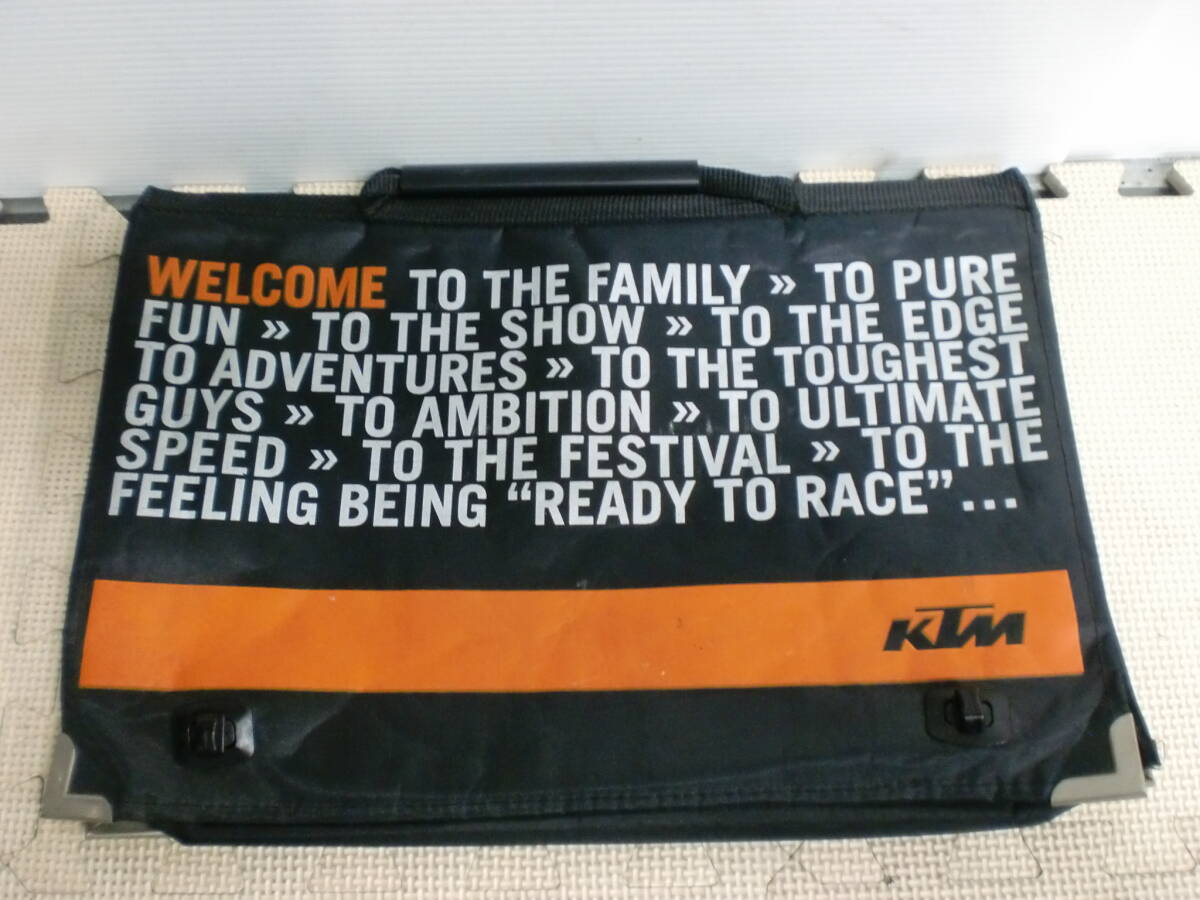 WELCOME TO THE FAMILY » TO PURE
FUN » TO THE SHOW » TO THE EDGE
TO ADVENTURES » TO THE TOUGHEST
GUYS » TO AMBITION » TO ULTIMATE
SPEED » TO THE FESTIVAL » TO THE
FEELING BEING “READY TO RACE” ...
KTM